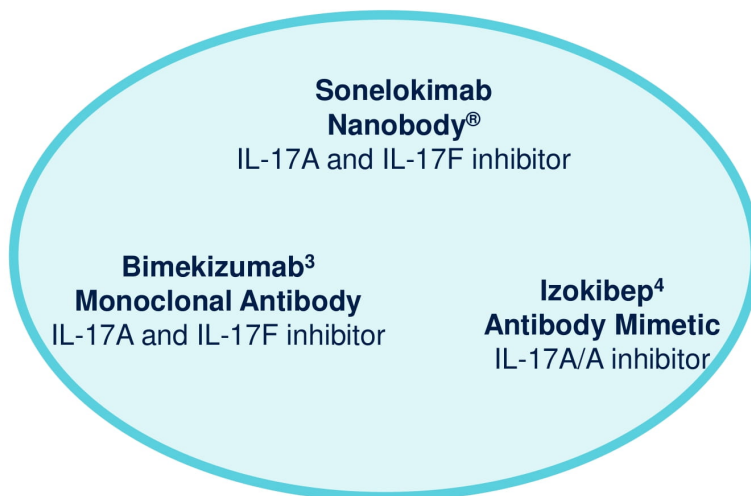 Sonelokimab
Nanobody®
IL-17A and IL-17F inhibitor
Bimekizumab³
Monoclonal Antibody
IL-17A and IL-17F inhibitor
Izokibep⁴
Antibody Mimetic
IL-17A/A inhibitor